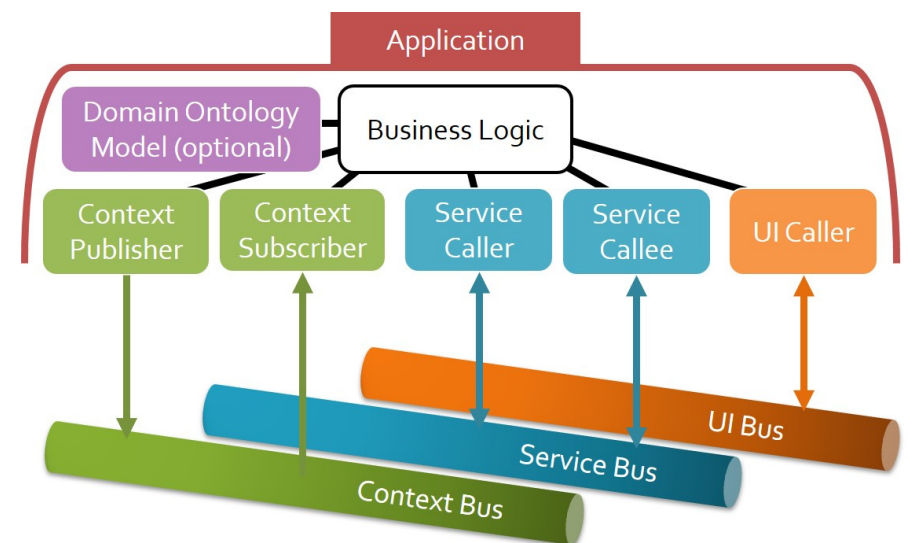 Application
Domain Ontology
Model (optional)
Business Logic
Context
Publisher
Context
Subscriber
Service
Caller
Service
Callee
UI Caller
UI Bus
Service Bus
Context Bus